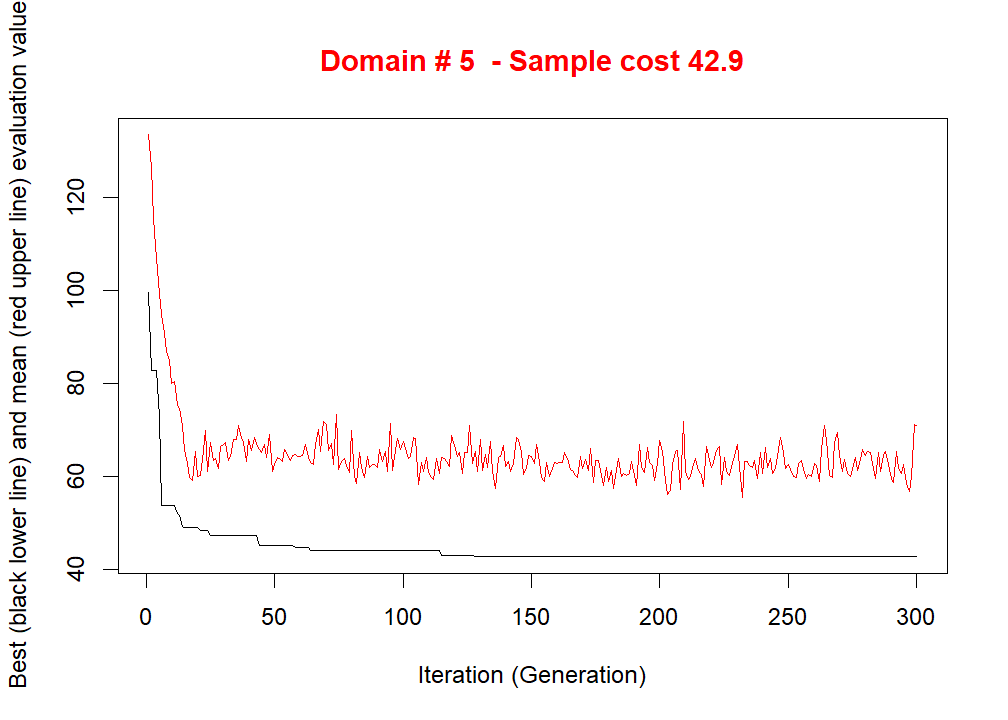 Domain # 5  - Sample cost 42.9
Best (black lower line) and mean (red upper line) evaluation value
120
100
80
60
40
0 50 100 150 200 250 300
Iteration (Generation)